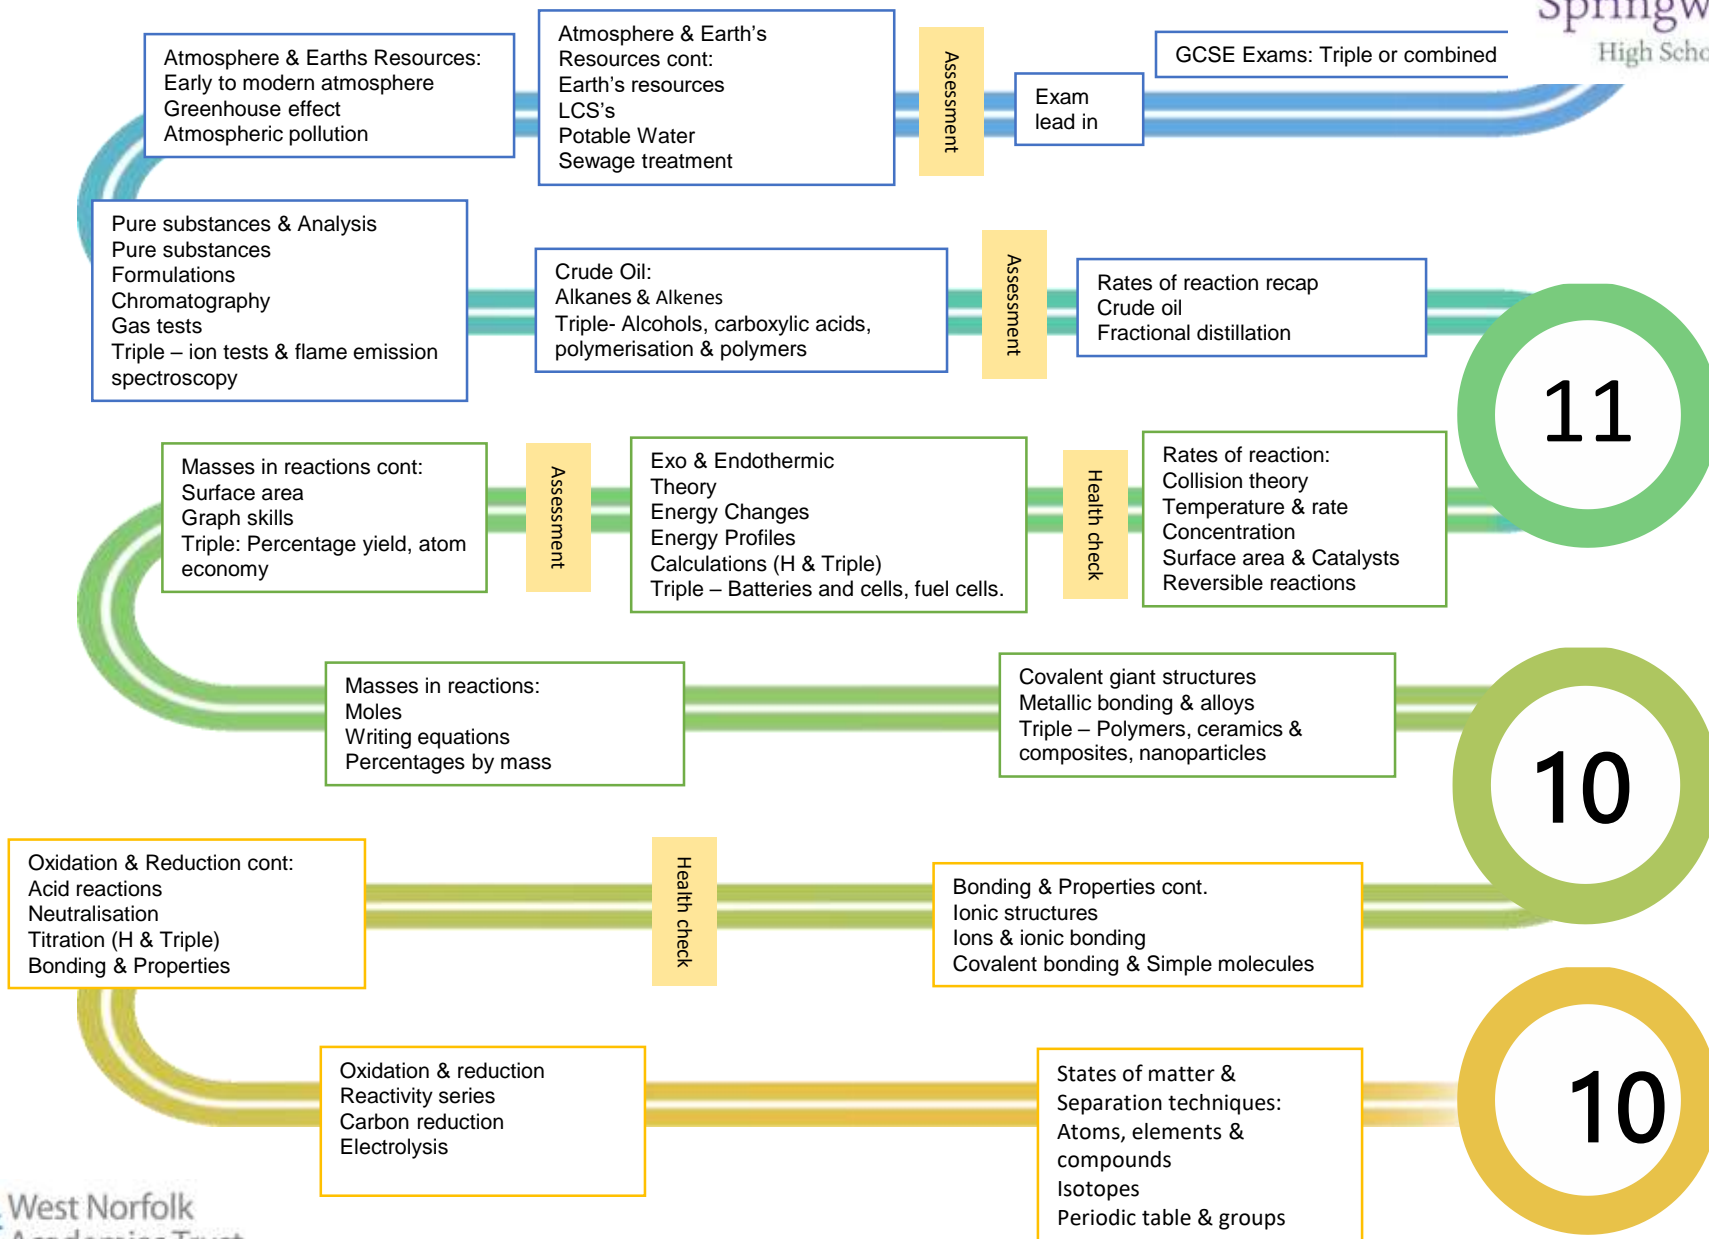 Springw
High Scho
GCSE Exams: Triple or combined
Atmosphere & Earths Resources:
Early to modern atmosphere
Greenhouse effect
Atmospheric pollution
Atmosphere & Earth's
Resources cont:
Earth's resources
LCS's
Potable Water
Sewage treatment
Assessment
Exam
lead in
Pure substances & Analysis
Pure substances
Formulations
Chromatography
Gas tests
Triple – ion tests & flame emission
spectroscopy
Crude Oil:
Alkanes & Alkenes
Triple- Alcohols, carboxylic acids,
polymerisation & polymers
Assessment
Rates of reaction recap
Crude oil
Fractional distillation
11
Masses in reactions cont:
Surface area
Graph skills
Triple: Percentage yield, atom
economy
Assessment
Exo & Endothermic
Theory
Energy Changes
Energy Profiles
Calculations (H & Triple)
Triple – Batteries and cells, fuel cells.
Health check
Rates of reaction:
Collision theory
Temperature & rate
Concentration
Surface area & Catalysts
Reversible reactions
Masses in reactions:
Moles
Writing equations
Percentages by mass
Covalent giant structures
Metallic bonding & alloys
Triple – Polymers, ceramics &
composites, nanoparticles
10
Oxidation & Reduction cont:
Acid reactions
Neutralisation
Titration (H & Triple)
Bonding & Properties
Health check
Bonding & Properties cont.
Ionic structures
Ions & ionic bonding
Covalent bonding & Simple molecules
Oxidation & reduction
Reactivity series
Carbon reduction
Electrolysis
States of matter &
Separation techniques:
Atoms, elements &
compounds
Isotopes
Periodic table & groups
10
West Norfolk
Academies Trust